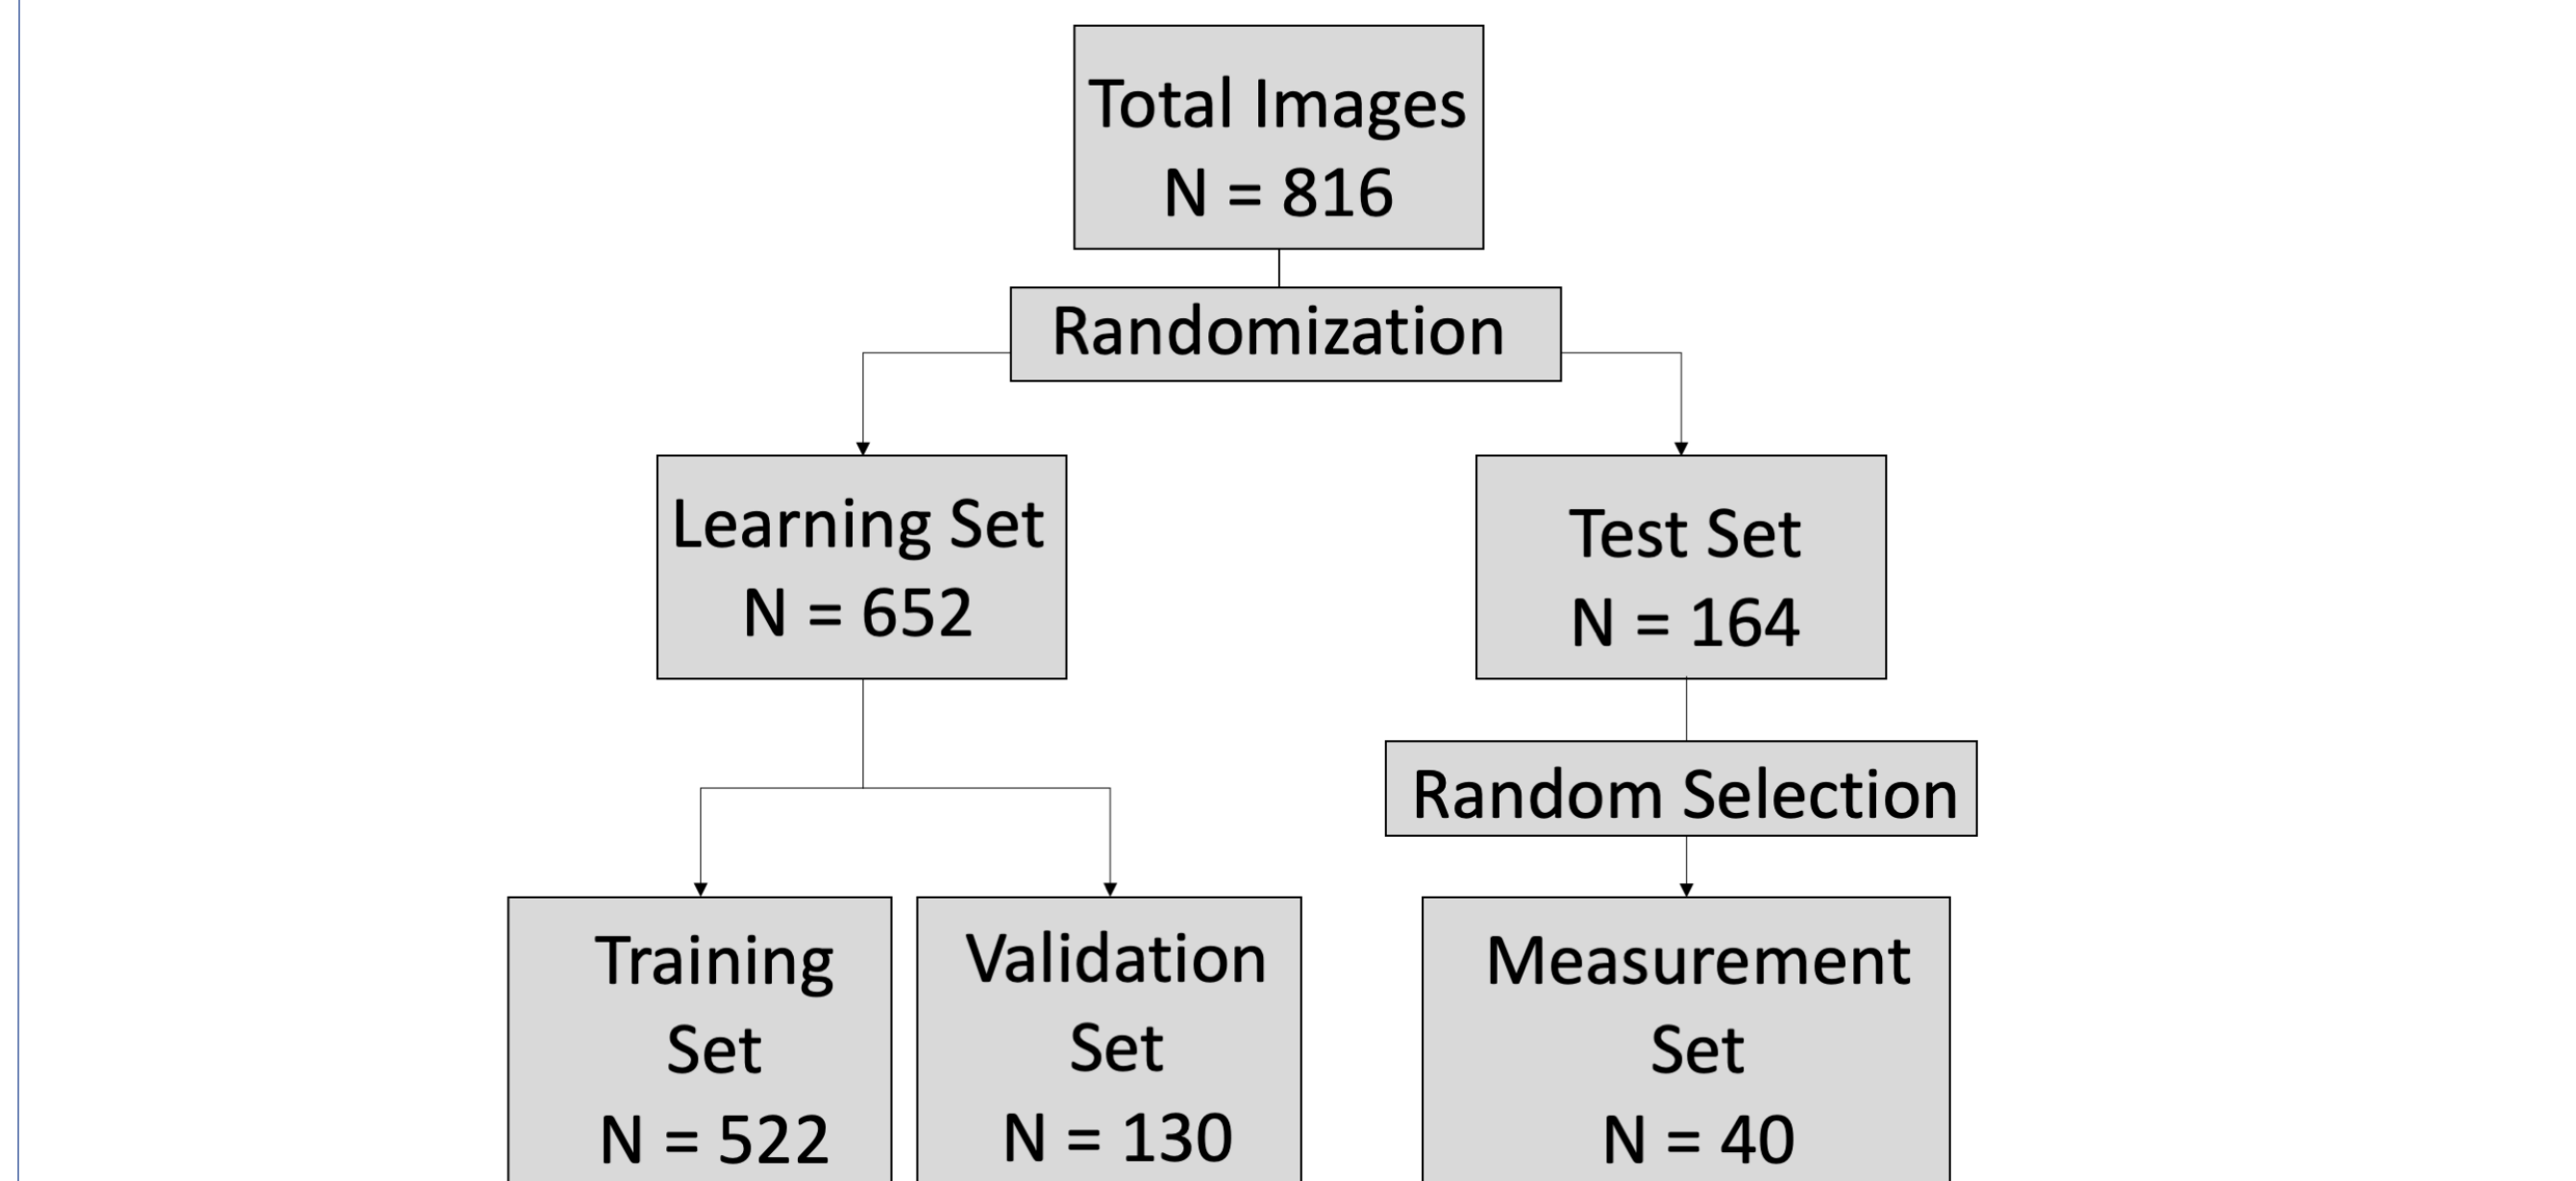 Total Images
N = 816
Randomization
Learning Set
N = 652
Test Set
N = 164
Random Selection
Training
Set
N = 522
Validation
Set
N = 130
Measurement
Set
N = 40